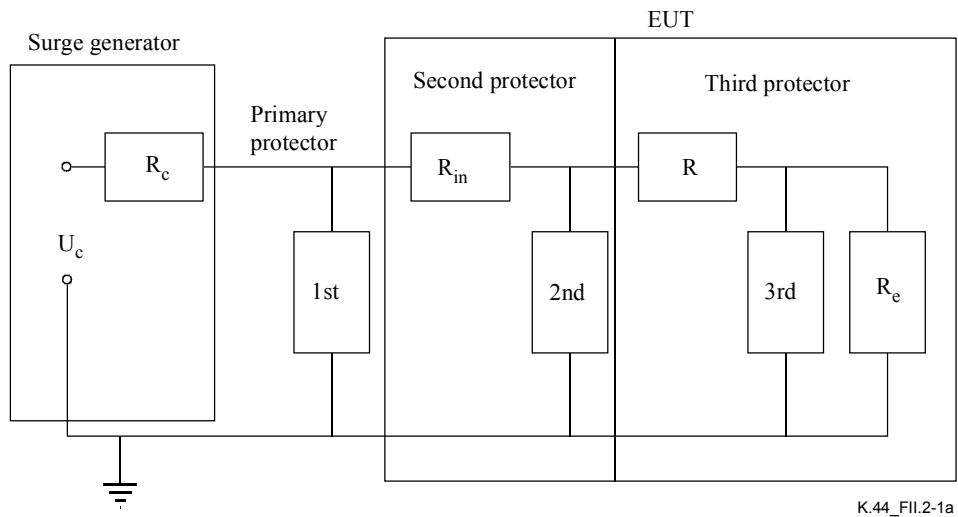 EUT
Surge generator
Second protector
Third protector
Primary
protector
R_c
R_in
R
U_c
1st
2nd
3rd
R_e
K.44_FII.2-1a